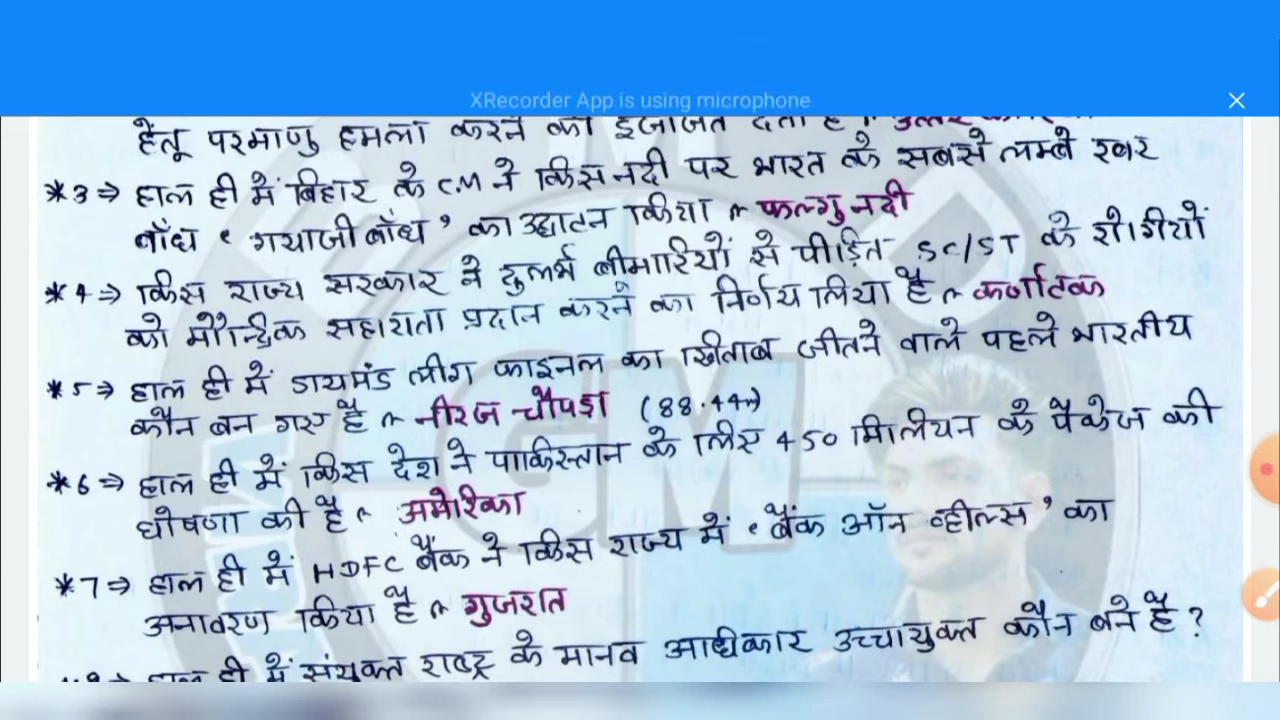 XRecorder App is using microphone
हेतू परमाणु हमला करने की इजाजत देता है
*3⇒ हाल ही में बिहार के C.M ने किस नदी पर भारत के सबसे लम्बे रबर
बाँध ' गयाजी बाँध ' का उद्घाटन किया फल्गु नदी
*4⇒ किस राज्य सरकार ने दुलर्भ बीमारियों से पीड़ित SC/ST के रोगीयों
को मौन्द्रिक सहायता प्रदान करने का निर्णय लिया है कर्नाटक
*5⇒ हाल ही में डायमंड लीग फाइनल का खिताब जीतने वाले पहले भारतीय
कौन बन गए है नीरज चौपडा (88.44m)
*6⇒ हाल ही में किस देश ने पाकिस्तान के लिए 450 मिलियन के पैकेज की
घोषणा की है अमेरिका
*7⇒ हाल ही में HDFC बैंक ने किस राज्य में ' बैंक ऑन व्हील्स ' का
अनावरण किया है गुजरात
हाल ही में संयुक्त राष्ट्र के मानव अधिकार उच्चायुक्त कौन बने है ?
GM